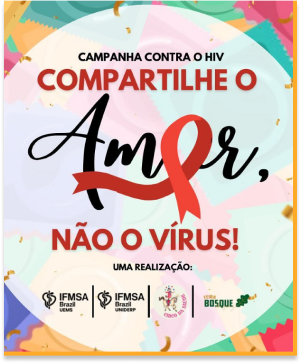 CAMPANHA CONTRA O HIV
COMPARTILHE O
Amor,
NÃO O VÍRUS!
UMA REALIZAÇÃO:
IFMSA
Brazil
UEMS
IFMSA
Brazil
UNIDERP
BOSQUE